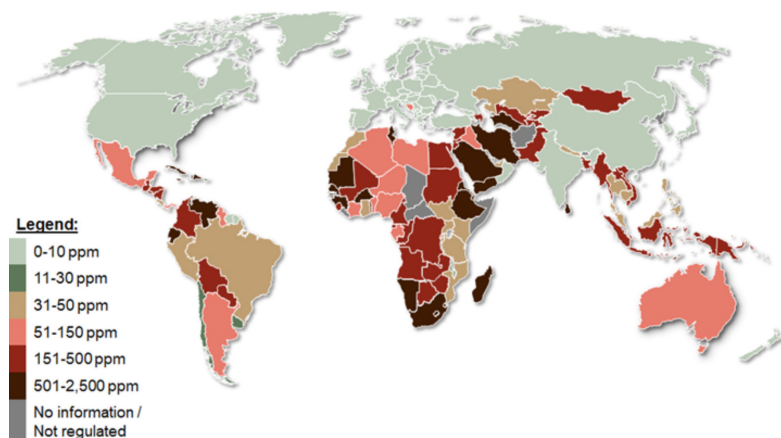 Legend:
0-10 ppm
11-30 ppm
31-50 ppm
51-150 ppm
151-500 ppm
501-2,500 ppm
No information /
Not regulated